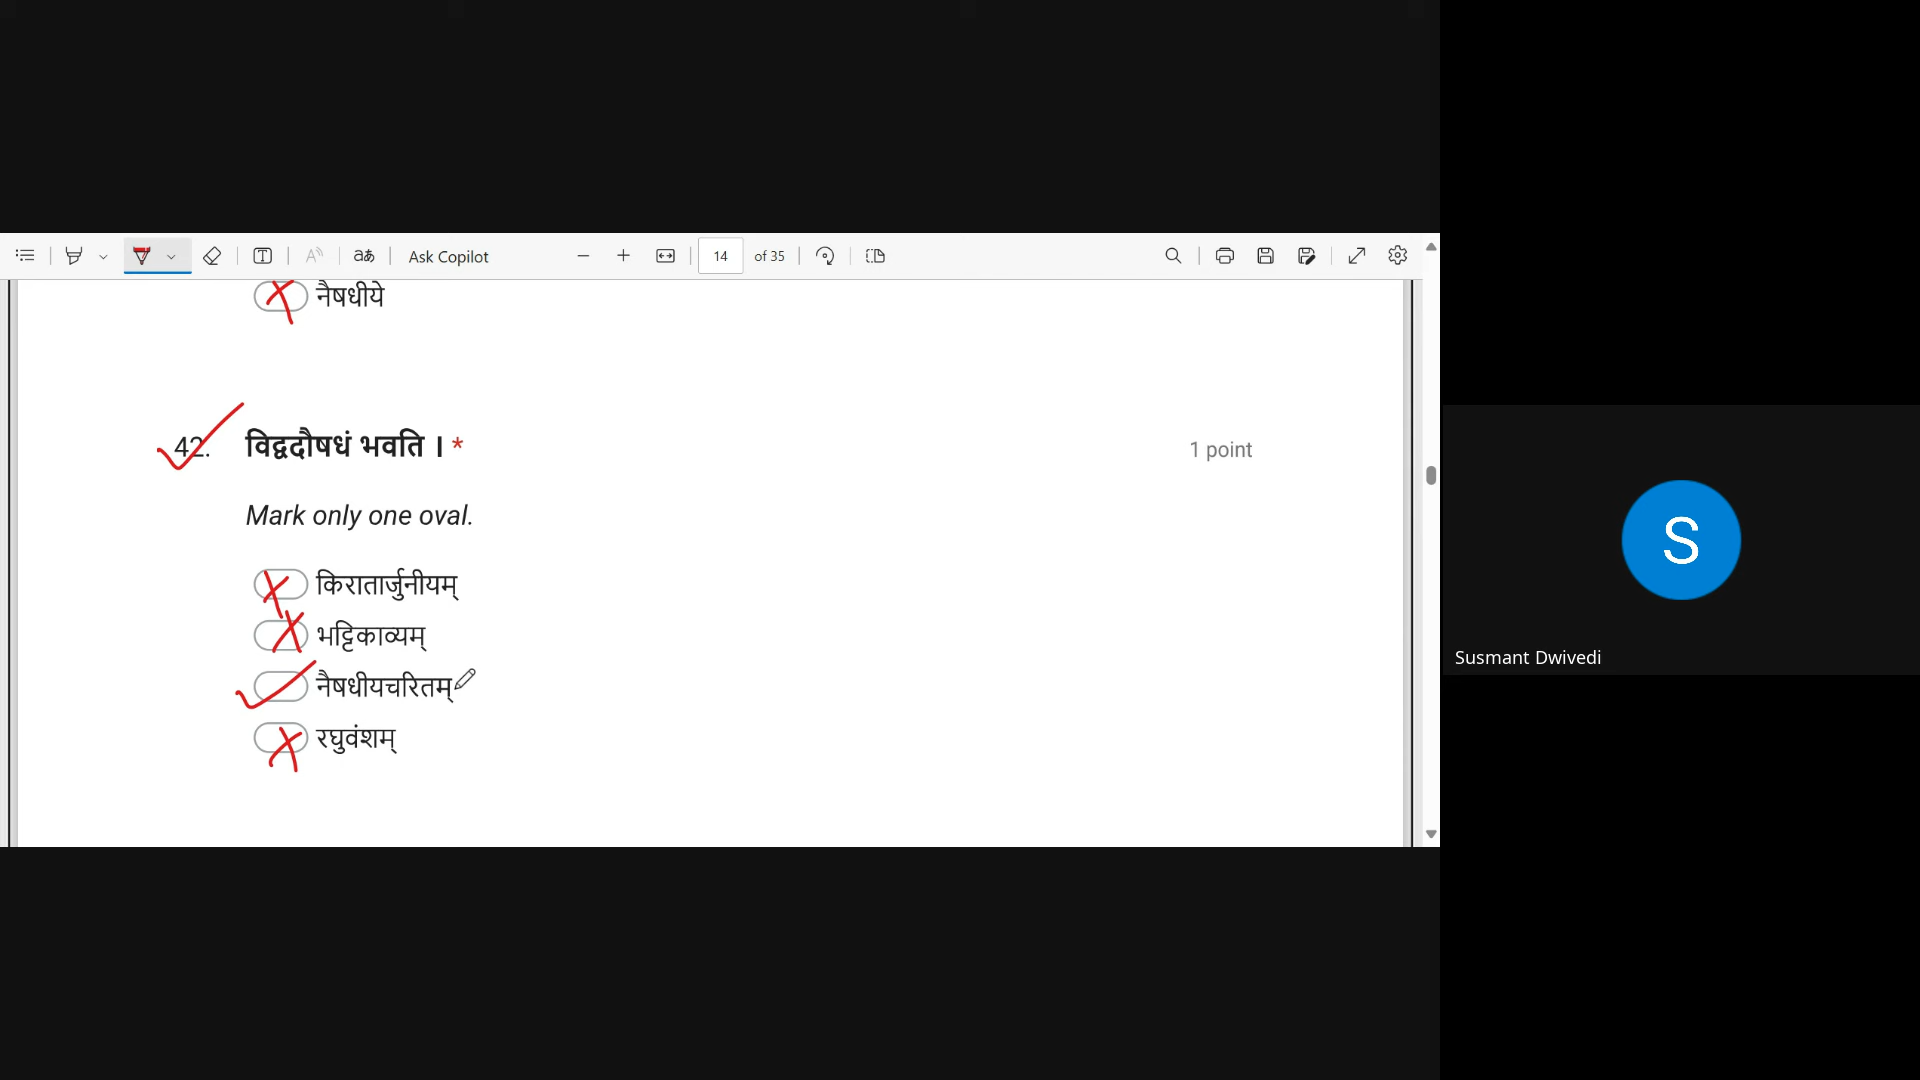 Ask Copilot
14 of 35
नैषधीये
42. विद्वदौषधं भवति । *
1 point
Mark only one oval.
किरातार्जुनीयम्
भट्टिकाव्यम्
नैषधीयचरितम्
रघुवंशम्
S
Susmant Dwivedi